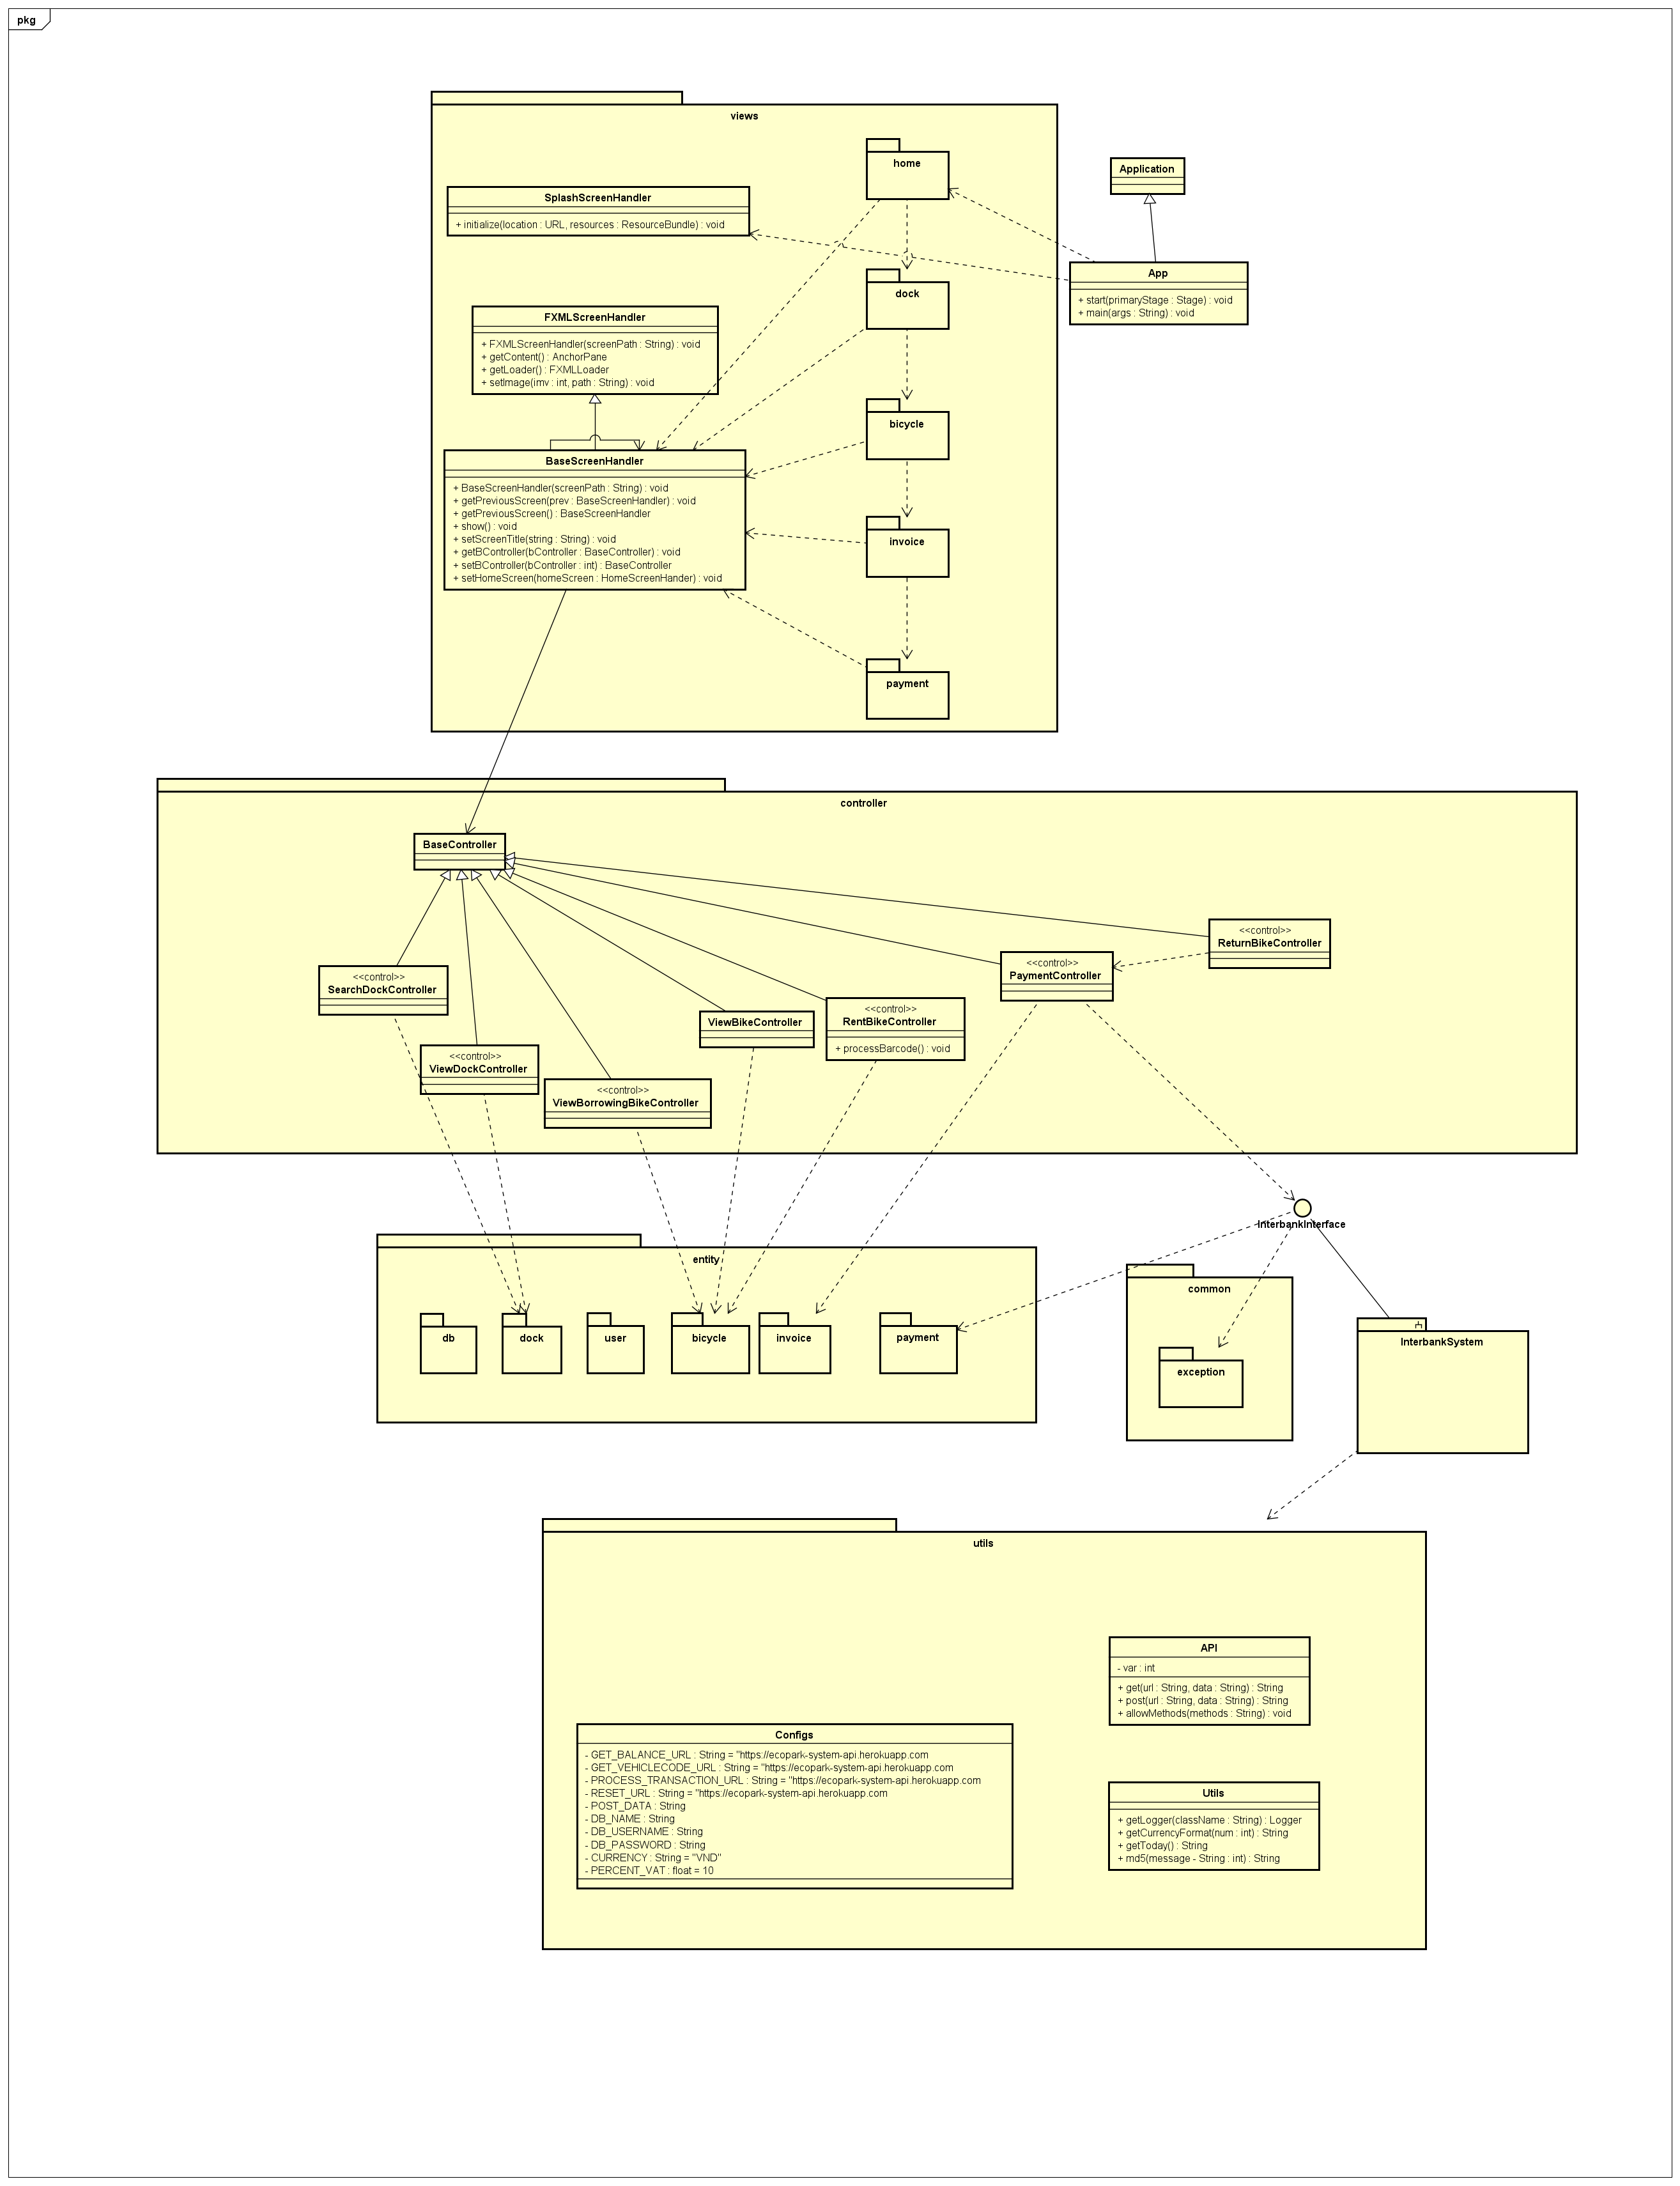 pkg
views
home
SplashScreenHandler
+ initialize(location : URL, resources : ResourceBundle) : void
Application
App
+ start(primaryStage : Stage) : void
+ main(args : String) : void
dock
FXMLScreenHandler
+ FXMLScreenHandler(screenPath : String) : void
+ getContent() : AnchorPane
+ getLoader() : FXMLLoader
+ setImage(imv : int, path : String) : void
bicycle
BaseScreenHandler
+ BaseScreenHandler(screenPath : String) : void
+ getPreviousScreen(prev : BaseScreenHandler) : void
+ getPreviousScreen() : BaseScreenHandler
+ show() : void
+ setScreenTitle(string : String) : void
+ getBController(bController : BaseController) : void
+ setBController(bController : int) : BaseController
+ setHomeScreen(homeScreen : HomeScreenHander) : void
invoice
payment
controller
BaseController
<<control>>
ReturnBikeController
<<control>>
PaymentController
<<control>>
SearchDockController
ViewBikeController
<<control>>
RentBikeController
+ processBarcode() : void
<<control>>
ViewDockController
<<control>>
ViewBorrowingBikeController
InterbankInterface
entity
db
dock
user
bicycle
invoice
payment
common
exception
InterbankSystem
utils
API
- var : int
+ get(url : String, data : String) : String
+ post(url : String, data : String) : String
+ allowMethods(methods : String) : void
Configs
- GET_BALANCE_URL : String = "https://ecopark-system-api.herokuapp.com
- GET_VEHICLECODE_URL : String = "https://ecopark-system-api.herokuapp.com
- PROCESS_TRANSACTION_URL : String = "https://ecopark-system-api.herokuapp.com
- RESET_URL : String = "https://ecopark-system-api.herokuapp.com
- POST_DATA : String
- DB_NAME : String
- DB_USERNAME : String
- DB_PASSWORD : String
- CURRENCY : String = "VND"
- PERCENT_VAT : float = 10
Utils
+ getLogger(className : String) : Logger
+ getCurrencyFormat(num : int) : String
+ getToday() : String
+ md5(message - String : int) : String